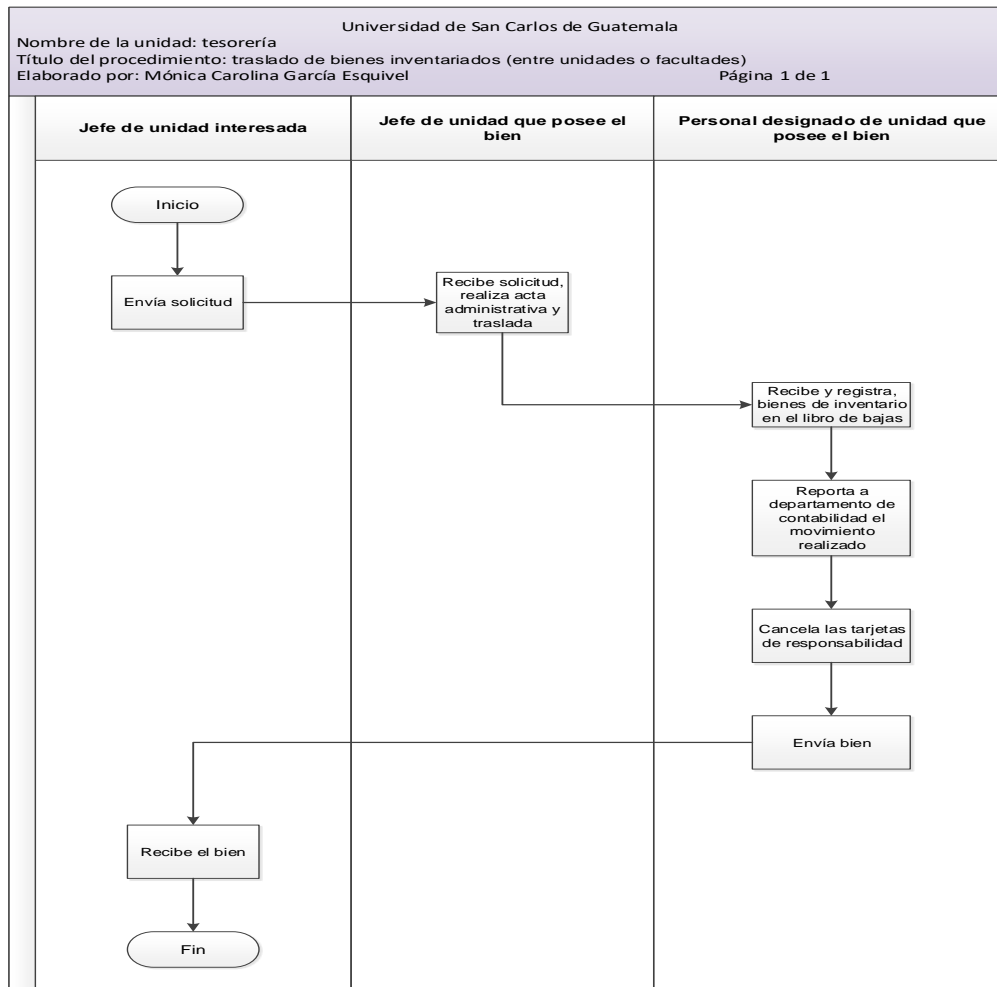 Universidad de San Carlos de Guatemala
Nombre de la unidad: tesorería
Título del procedimiento: traslado de bienes inventariados (entre unidades o facultades)
Elaborado por: Mónica Carolina García Esquivel Página 1 de 1
Jefe de unidad interesada
Jefe de unidad que posee el
bien
Personal designado de unidad que
posee el bien
Inicio
Envía solicitud
Recibe solicitud,
realiza acta
administrativa y
traslada
Recibe y registra,
bienes de inventario
en el libro de bajas
Reporta a
departamento de
contabilidad el
movimiento
realizado
Cancela las tarjetas
de responsabilidad
Envía bien
Recibe el bien
Fin